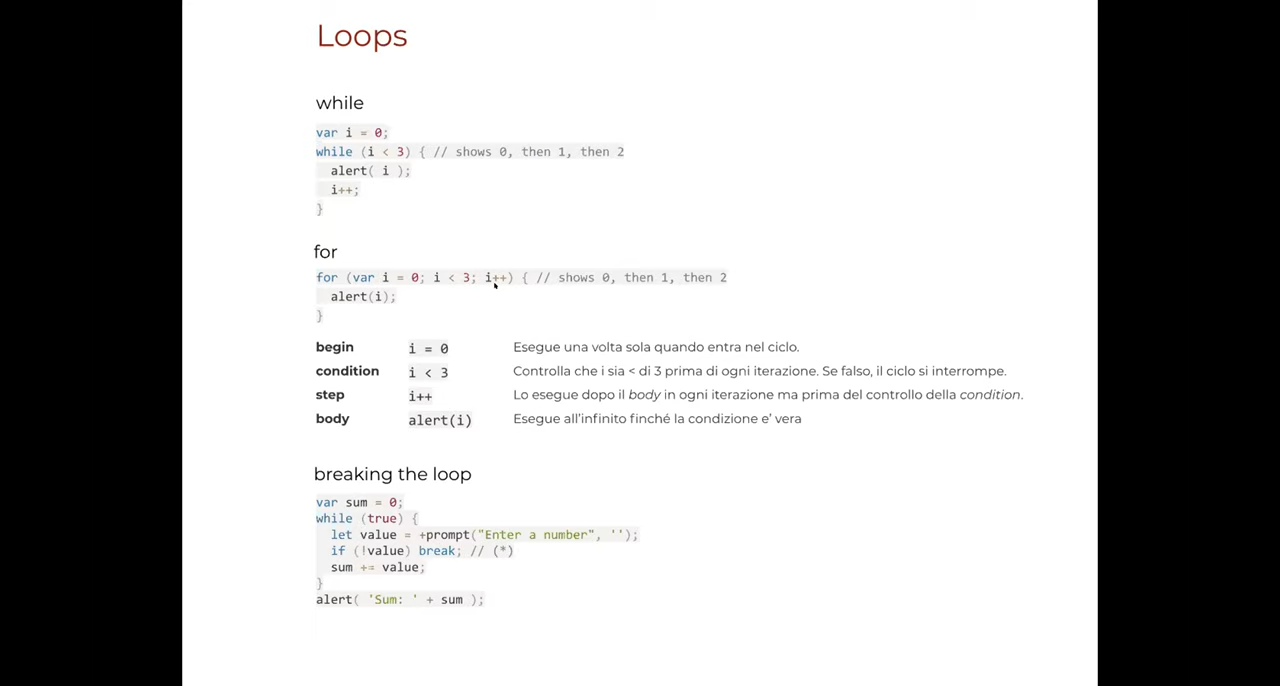 Loops
while
var i = 0;
while (i < 3) { // shows 0, then 1, then 2
  alert( i );
  i++;
}
for
for (var i = 0; i < 3; i++) { // shows 0, then 1, then 2
  alert(i);
}
begin i = 0 Esegue una volta sola quando entra nel ciclo.
condition i < 3 Controlla che i sia < di 3 prima di ogni iterazione. Se falso, il ciclo si interrompe.
step i++ Lo esegue dopo il body in ogni iterazione ma prima del controllo della condition.
body alert(i) Esegue all’infinito finché la condizione e’ vera
breaking the loop
var sum = 0;
while (true) {
  let value = +prompt("Enter a number", '');
  if (!value) break; // (*)
  sum += value;
}
alert( 'Sum: ' + sum );